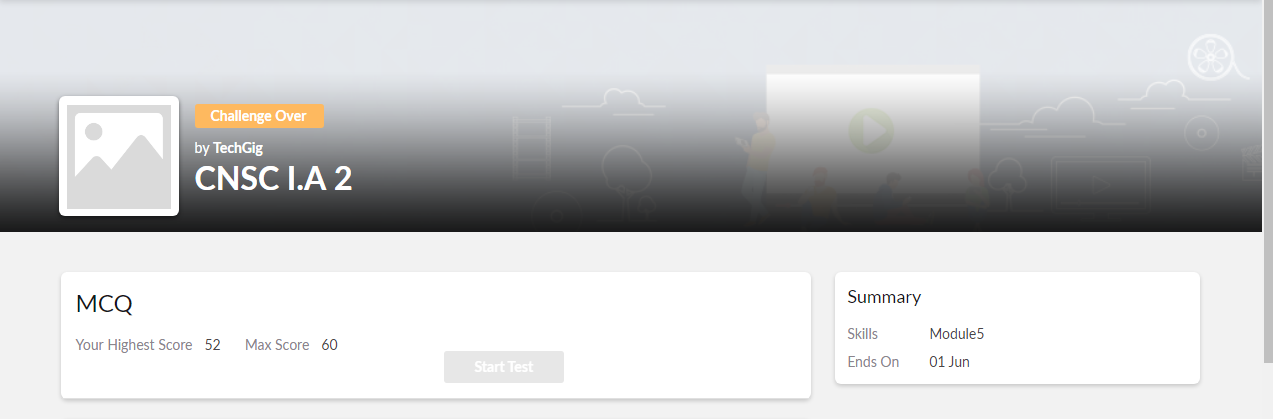 Challenge Over
by TechGig
CNSC I.A 2
MCQ
Your Highest Score 52 Max Score 60
Start Test
Summary
Skills Module5
Ends On 01 Jun